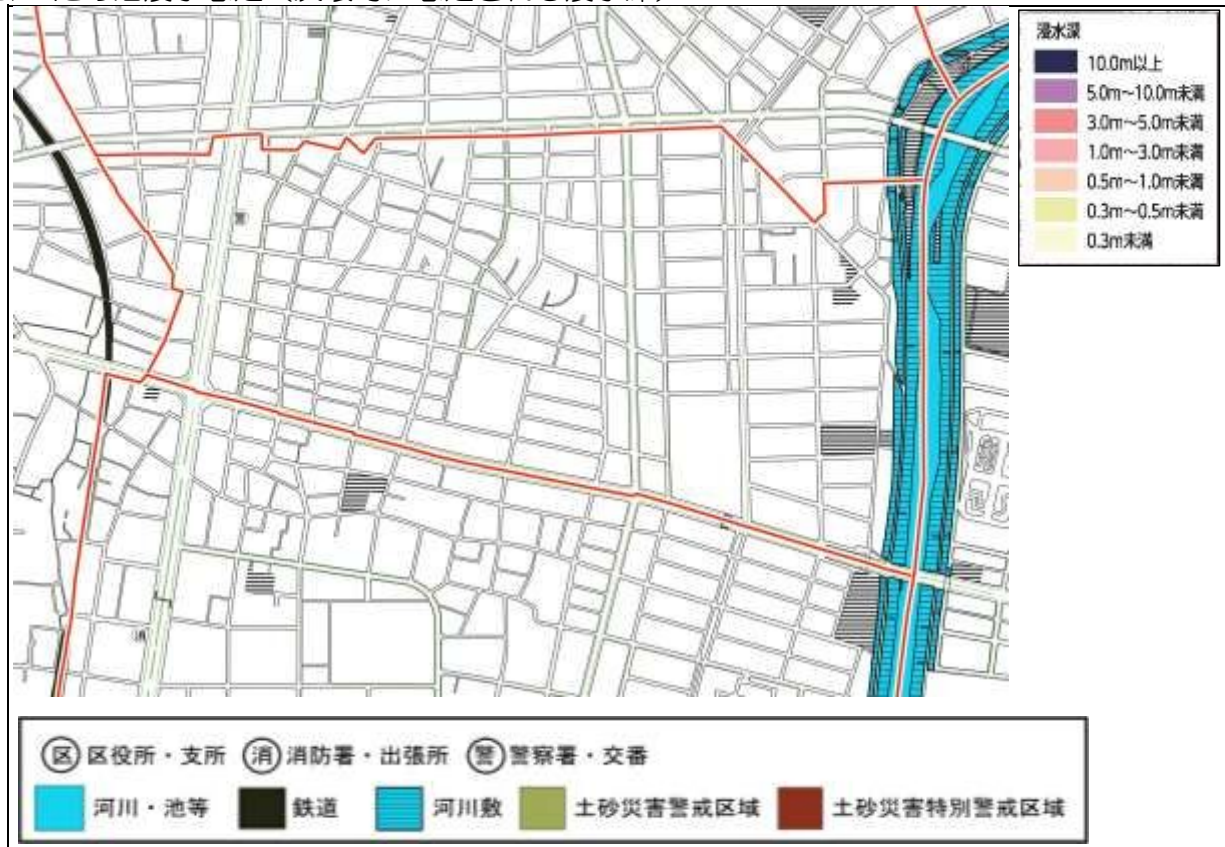 浸水深
10.0m以上
5.0m～10.0m未満
3.0m～5.0m未満
1.0m～3.0m未満
0.5m～1.0m未満
0.3m～0.5m未満
0.3m未満
区 区役所・支所 消 消防署・出張所 警 警察署・交番
河川・池等 鉄道 河川敷 土砂災害警戒区域 土砂災害特別警戒区域